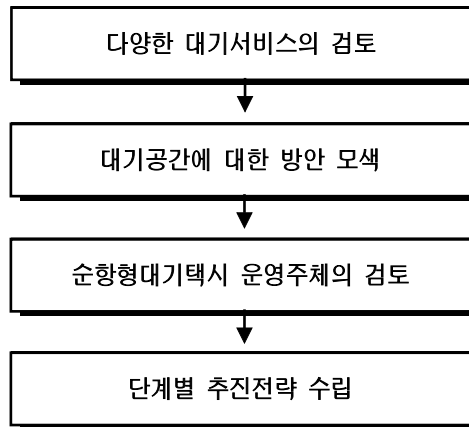 다양한 대기서비스의 검토
대기공간에 대한 방안 모색
순항형대기택시 운영주체의 검토
단계별 추진전략 수립